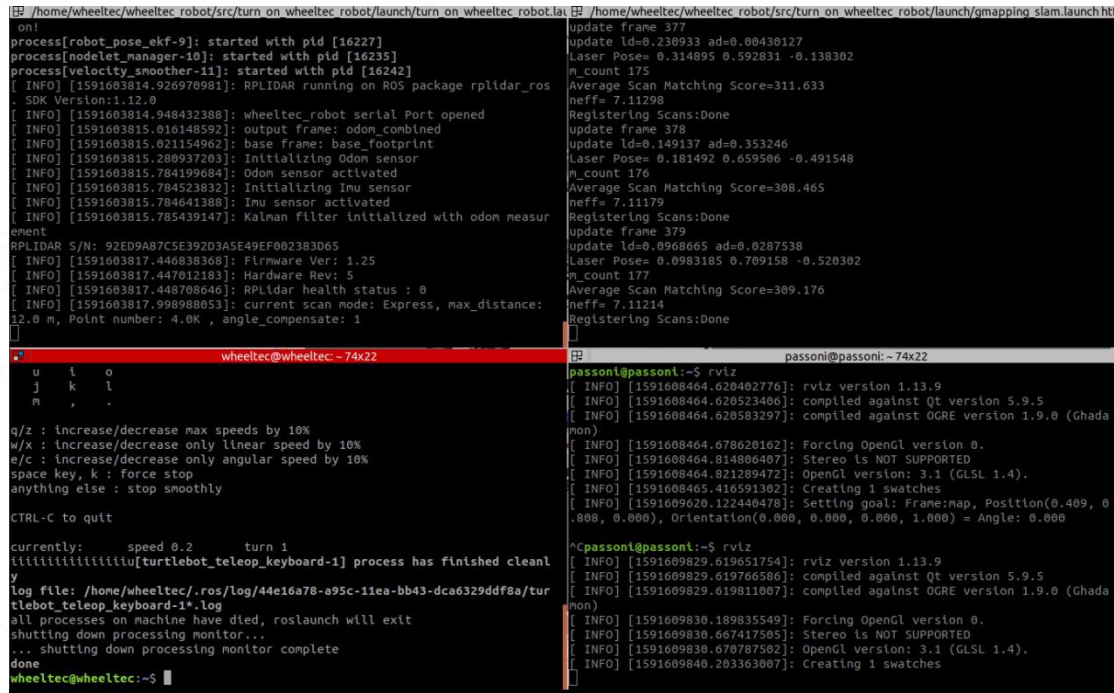 /home/wheeltec/wheeltec_robot/src/turn_on_wheeltec_robot/launch/turn_on_wheeltec_robot.lau
on!
process[robot_pose_ekf-9]: started with pid [16227]
process[nodelet_manager-10]: started with pid [16235]
process[velocity_smoother-11]: started with pid [16242]
[ INFO] [1591603814.926970981]: RPLIDAR running on ROS package rplidar_ros
. SDK Version:1.12.0
[ INFO] [1591603814.948432388]: wheeltec_robot serial Port opened
[ INFO] [1591603815.016148592]: output frame: odom_combined
[ INFO] [1591603815.021154962]: base frame: base_footprint
[ INFO] [1591603815.280937203]: Initializing Odom sensor
[ INFO] [1591603815.784199684]: Odom sensor activated
[ INFO] [1591603815.784523832]: Initializing Imu sensor
[ INFO] [1591603815.784641388]: Imu sensor activated
[ INFO] [1591603815.785439147]: Kalman filter initialized with odom measur
ement
RPLIDAR S/N: 92ED9A87C5E392D3A5E49EF002383D65
[ INFO] [1591603817.446838368]: Firmware Ver: 1.25
[ INFO] [1591603817.447012183]: Hardware Rev: 5
[ INFO] [1591603817.448708646]: RPLidar health status : 0
[ INFO] [1591603817.998988053]: current scan mode: Express, max_distance:
12.0 m, Point number: 4.0K , angle_compensate: 1
/home/wheeltec/wheeltec_robot/src/turn_on_wheeltec_robot/launch/gmapping_slam.launch ht
update frame 377
update ld=0.230933 ad=0.00430127
Laser Pose= 0.314895 0.592831 -0.138302
m_count 175
Average Scan Matching Score=311.633
neff= 7.11298
Registering Scans:Done
update frame 378
update ld=0.149137 ad=0.353246
Laser Pose= 0.181492 0.659506 -0.491548
m_count 176
Average Scan Matching Score=308.465
neff= 7.11179
Registering Scans:Done
update frame 379
update ld=0.0968665 ad=0.0287538
Laser Pose= 0.0983185 0.709158 -0.520302
m_count 177
Average Scan Matching Score=309.176
neff= 7.11214
Registering Scans:Done
wheeltec@wheeltec: ~ 74x22
u i o
j k l
m , .
q/z : increase/decrease max speeds by 10%
w/x : increase/decrease only linear speed by 10%
e/c : increase/decrease only angular speed by 10%
space key, k : force stop
anything else : stop smoothly
CTRL-C to quit
currently: speed 0.2 turn 1
iiiiiiiiiiiiiiiiu[turtlebot_teleop_keyboard-1] process has finished cleanl
y
log file: /home/wheeltec/.ros/log/44e16a78-a95c-11ea-bb43-dca6329ddf8a/tur
tlebot_teleop_keyboard-1*.log
all processes on machine have died, roslaunch will exit
shutting down processing monitor...
... shutting down processing monitor complete
done
wheeltec@wheeltec:~$
passoni@passoni: ~ 74x22
passoni@passoni:~$ rviz
[ INFO] [1591608464.620402776]: rviz version 1.13.9
[ INFO] [1591608464.620523406]: compiled against Qt version 5.9.5
[ INFO] [1591608464.620583297]: compiled against OGRE version 1.9.0 (Ghada
mon)
[ INFO] [1591608464.678620162]: Forcing OpenGl version 0.
[ INFO] [1591608464.814806407]: Stereo is NOT SUPPORTED
[ INFO] [1591608464.821289472]: OpenGl version: 3.1 (GLSL 1.4).
[ INFO] [1591608465.416591302]: Creating 1 swatches
[ INFO] [1591609620.122440478]: Setting goal: Frame:map, Position(0.409, 0
.808, 0.000), Orientation(0.000, 0.000, 0.000, 1.000) = Angle: 0.000
^Cpassoni@passoni:~$ rviz
[ INFO] [1591609829.619651754]: rviz version 1.13.9
[ INFO] [1591609829.619766586]: compiled against Qt version 5.9.5
[ INFO] [1591609829.619811007]: compiled against OGRE version 1.9.0 (Ghada
mon)
[ INFO] [1591609830.189835549]: Forcing OpenGl version 0.
[ INFO] [1591609830.667417505]: Stereo is NOT SUPPORTED
[ INFO] [1591609830.670787502]: OpenGl version: 3.1 (GLSL 1.4).
[ INFO] [1591609840.203363007]: Creating 1 swatches